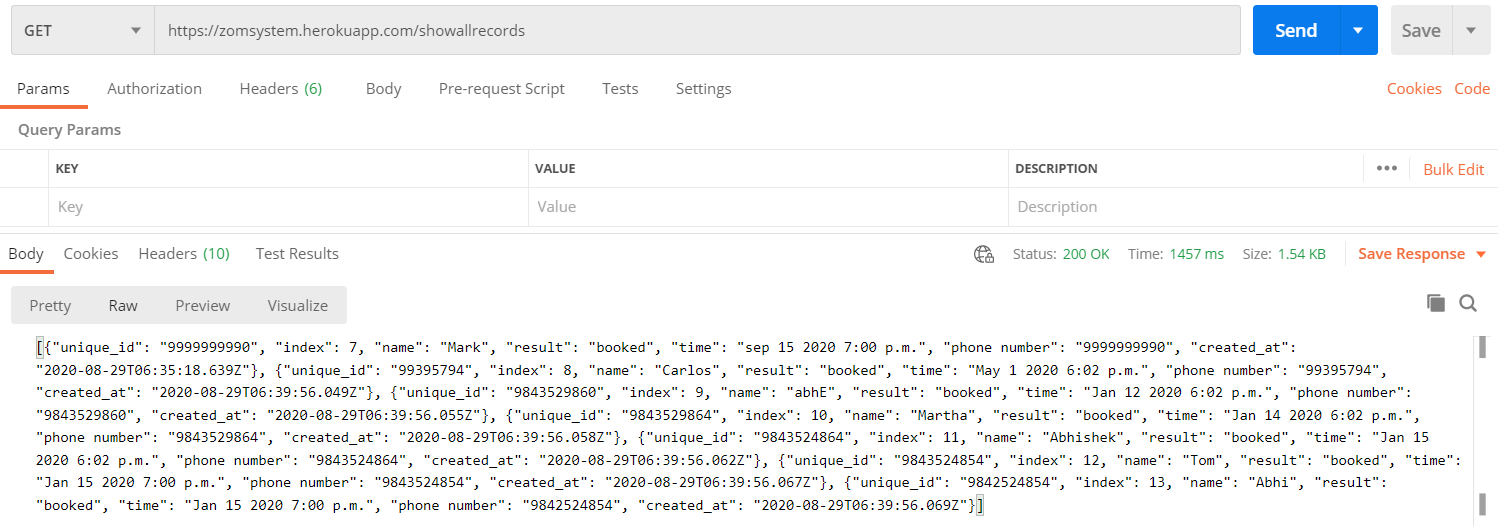 GET https://zomsystem.herokuapp.com/showallrecords Send Save
Params Authorization Headers (6) Body Pre-request Script Tests Settings Cookies Code
Query Params
KEY VALUE DESCRIPTION ••• Bulk Edit
Key Value Description
Body Cookies Headers (10) Test Results Status: 200 OK Time: 1457 ms Size: 1.54 KB Save Response
Pretty Raw Preview Visualize
[{"unique_id": "9999999990", "index": 7, "name": "Mark", "result": "booked", "time": "sep 15 2020 7:00 p.m.", "phone number": "9999999990", "created_at":
"2020-08-29T06:35:18.639Z"}, {"unique_id": "99395794", "index": 8, "name": "Carlos", "result": "booked", "time": "May 1 2020 6:02 p.m.", "phone number": "99395794",
"created_at": "2020-08-29T06:39:56.049Z"}, {"unique_id": "9843529860", "index": 9, "name": "abhE", "result": "booked", "time": "Jan 12 2020 6:02 p.m.", "phone number":
"9843529860", "created_at": "2020-08-29T06:39:56.055Z"}, {"unique_id": "9843529864", "index": 10, "name": "Martha", "result": "booked", "time": "Jan 14 2020 6:02 p.m.",
"phone number": "9843529864", "created_at": "2020-08-29T06:39:56.058Z"}, {"unique_id": "9843524864", "index": 11, "name": "Abhishek", "result": "booked", "time": "Jan 15
2020 6:02 p.m.", "phone number": "9843524864", "created_at": "2020-08-29T06:39:56.062Z"}, {"unique_id": "9843524854", "index": 12, "name": "Tom", "result": "booked", "time":
"Jan 15 2020 7:00 p.m.", "phone number": "9843524854", "created_at": "2020-08-29T06:39:56.067Z"}, {"unique_id": "9842524854", "index": 13, "name": "Abhi", "result":
"booked", "time": "Jan 15 2020 7:00 p.m.", "phone number": "9842524854", "created_at": "2020-08-29T06:39:56.069Z"}]